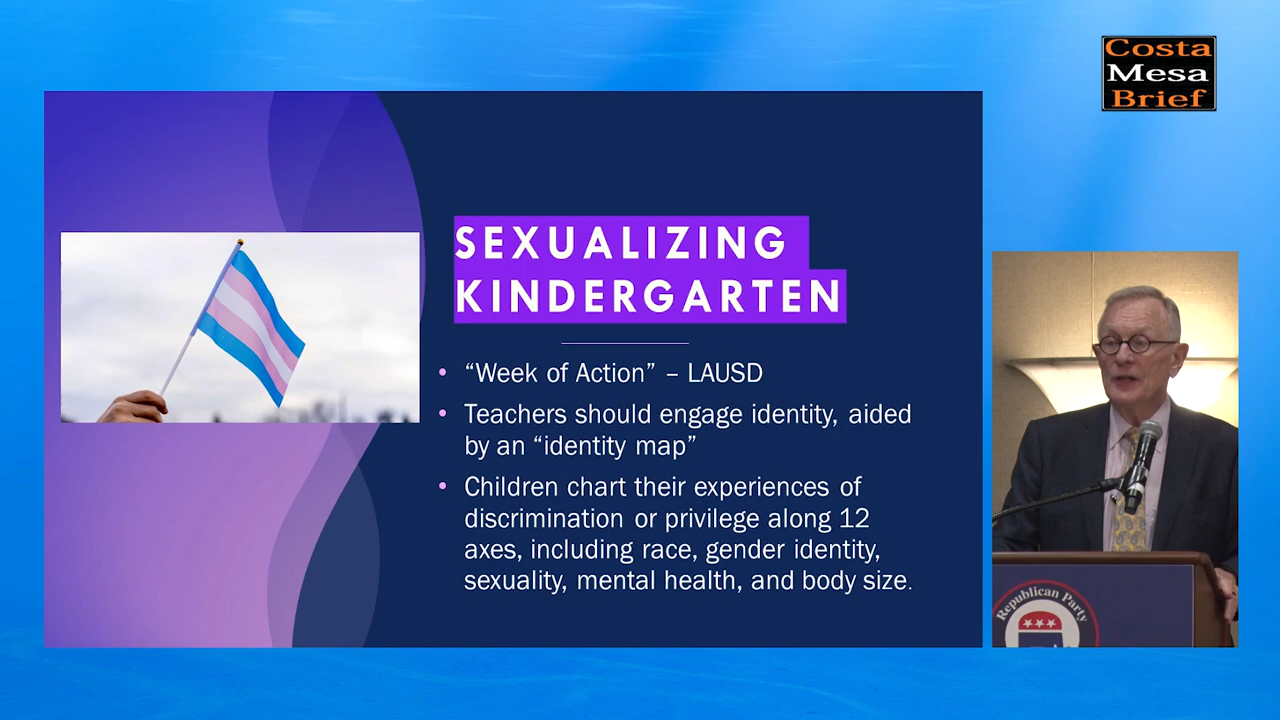 Costa
Mesa
Brief
SEXUALIZING
KINDERGARTEN
• “Week of Action” – LAUSD
• Teachers should engage identity, aided
by an “identity map”
• Children chart their experiences of
discrimination or privilege along 12
axes, including race, gender identity,
sexuality, mental health, and body size.
Republican Party